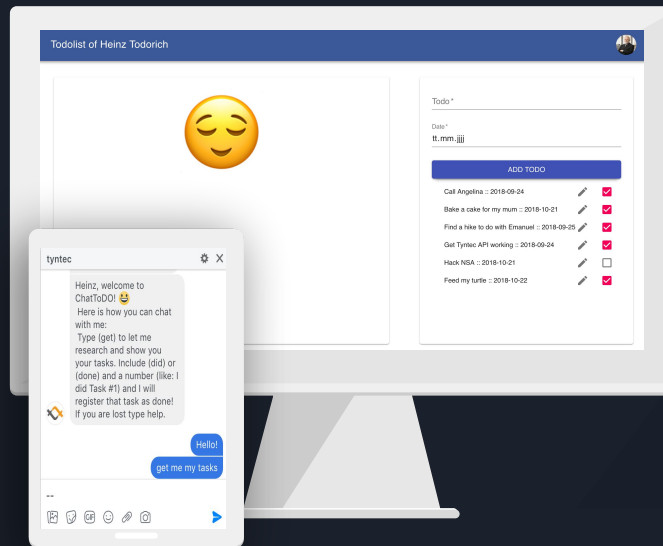 Todolist of Heinz Todorich
Todo*
Date*
tt.mm.jjjj
ADD TODO
Call Angelina :: 2018-09-24
Bake a cake for my mum :: 2018-10-21
Find a hike to do with Emanuel :: 2018-09-25
Get Tyntec API working :: 2018-09-24
Hack NSA :: 2018-10-21
Feed my turtle :: 2018-10-22
tyntec
Heinz, welcome to
ChatToDO! 😃
Here is how you can chat
with me:
Type (get) to let me
research and show you
your tasks. Include (did) or
(done) and a number (like: I
did Task #1) and I will
register that task as done!
If you are lost type help.
Hello!
get me my tasks
--
GIF